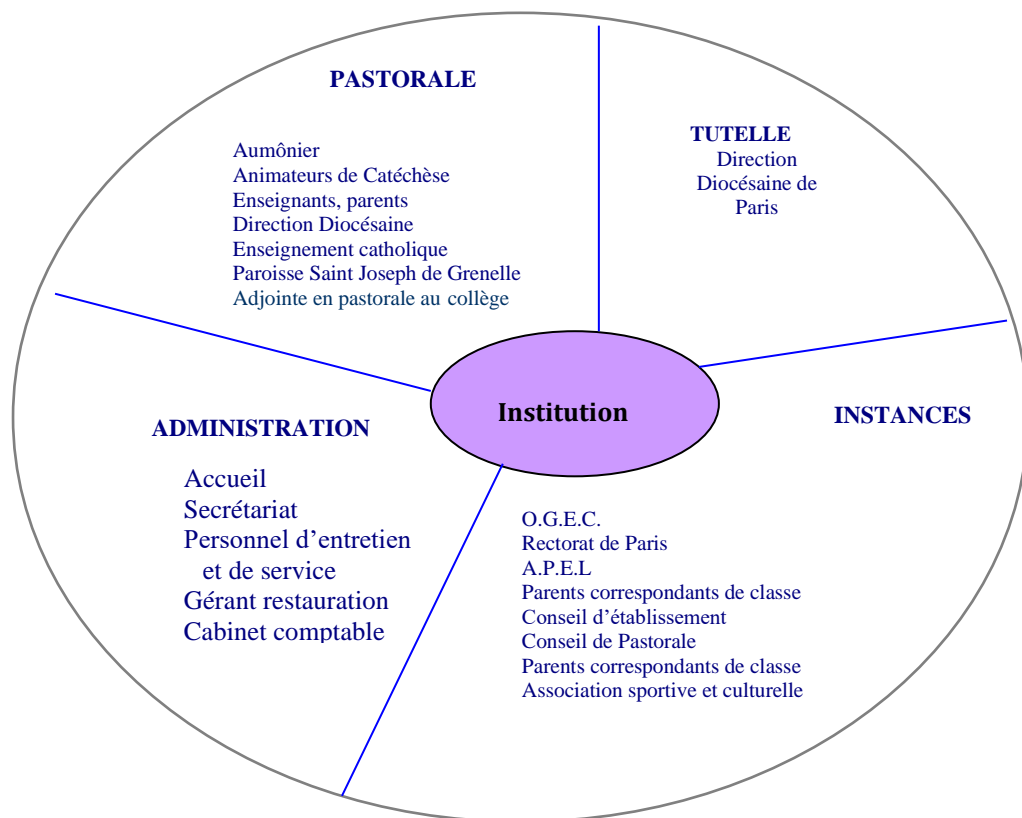 PASTORALE
Aumônier
Animateurs de Catéchèse
Enseignants, parents
Direction Diocésaine
Enseignement catholique
Paroisse Saint Joseph de Grenelle
Adjointe en pastorale au collège
TUTELLE
Direction
Diocésaine de
Paris
Institution
ADMINISTRATION
Accueil
Secrétariat
Personnel d’entretien
et de service
Gérant restauration
Cabinet comptable
INSTANCES
O.G.E.C.
Rectorat de Paris
A.P.E.L
Parents correspondants de classe
Conseil d’établissement
Conseil de Pastorale
Parents correspondants de classe
Association sportive et culturelle